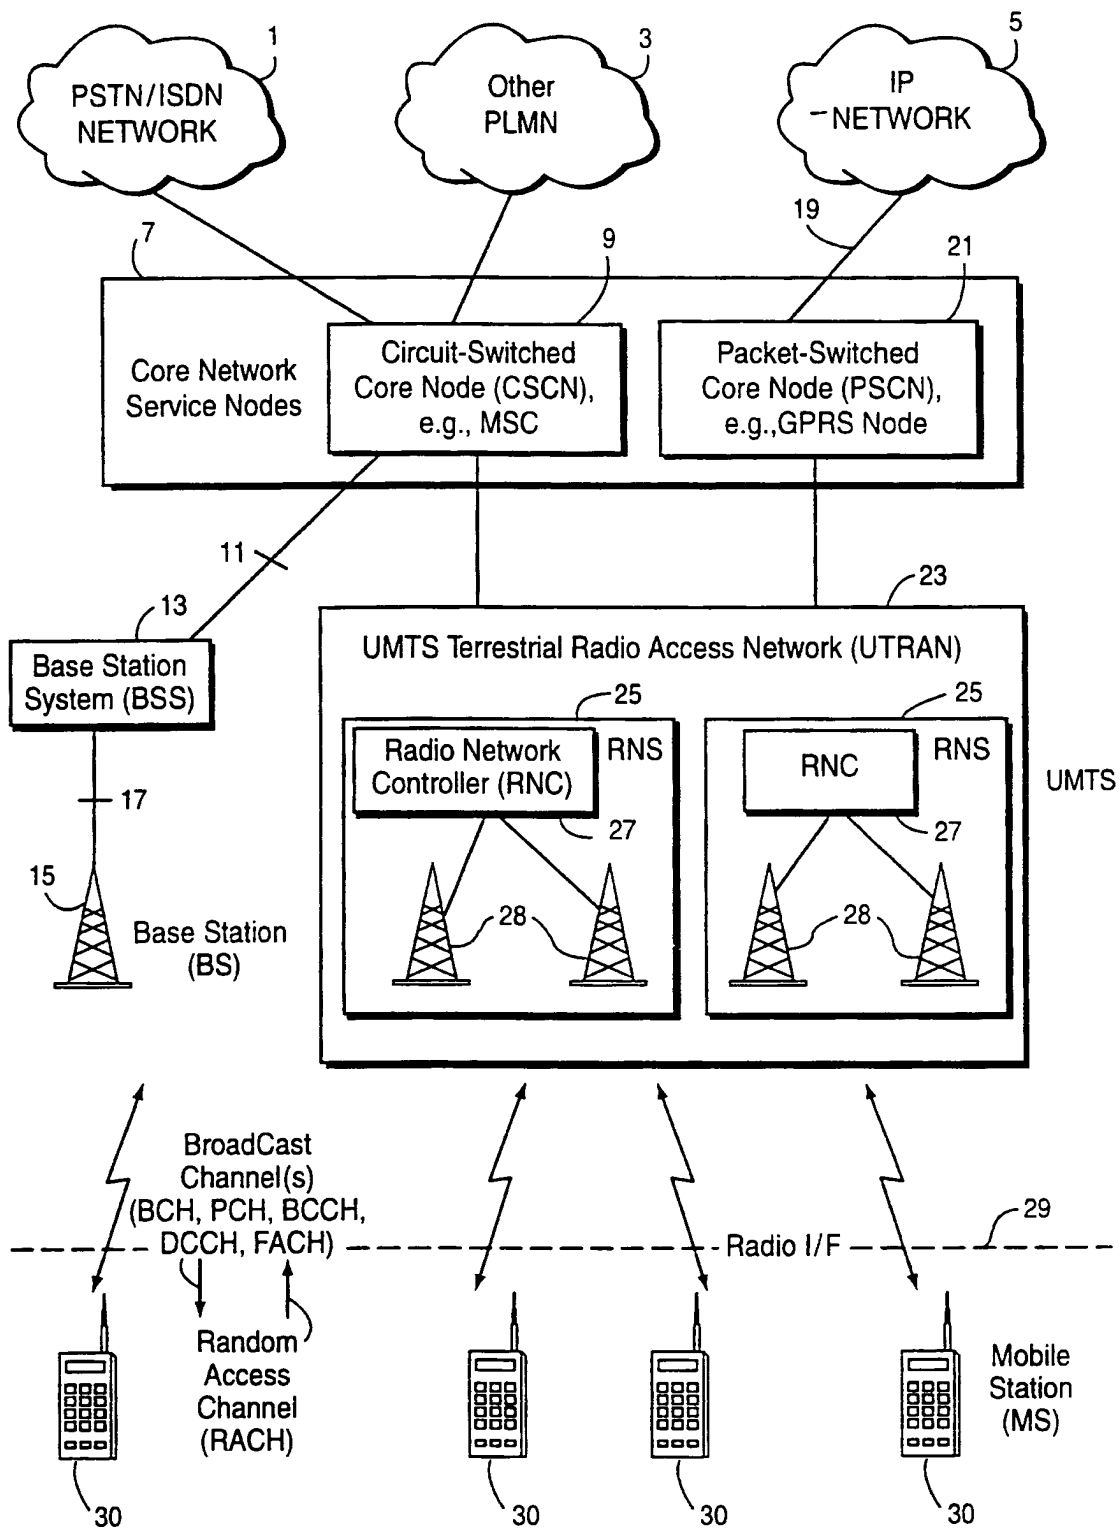 1
3
5
PSTN/ISDN
NETWORK
Other
PLMN
IP
NETWORK
7
9
19
21
Core Network
Service Nodes
Circuit-Switched
Core Node (CSCN),
e.g., MSC
Packet-Switched
Core Node (PSCN),
e.g.,GPRS Node
11
13
23
Base Station
System (BSS)
UMTS Terrestrial Radio Access Network (UTRAN)
25
25
Radio Network
Controller (RNC)
RNS
RNC
RNS
UMTS
17
27
27
15
Base Station
(BS)
28
28
BroadCast
Channel(s)
(BCH, PCH, BCCH,
DCCH, FACH)
Radio I/F
29
Random
Access
Channel
(RACH)
Mobile
Station
(MS)
30
30
30
30